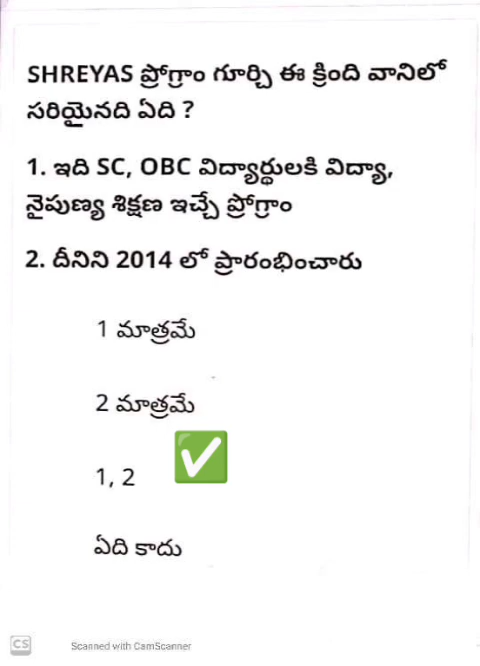 SHREYAS ప్రోగ్రాం గూర్చి ఈ క్రింది వానిలో
సరియైనది ఏది ?
1. ఇది SC, OBC విద్యార్థులకి విద్యా,
నైపుణ్య శిక్షణ ఇచ్చే ప్రోగ్రాం
2. దీనిని 2014 లో ప్రారంభించారు
1 మాత్రమే
2 మాత్రమే
1, 2
ఏది కాదు
CS Scanned with CamScanner